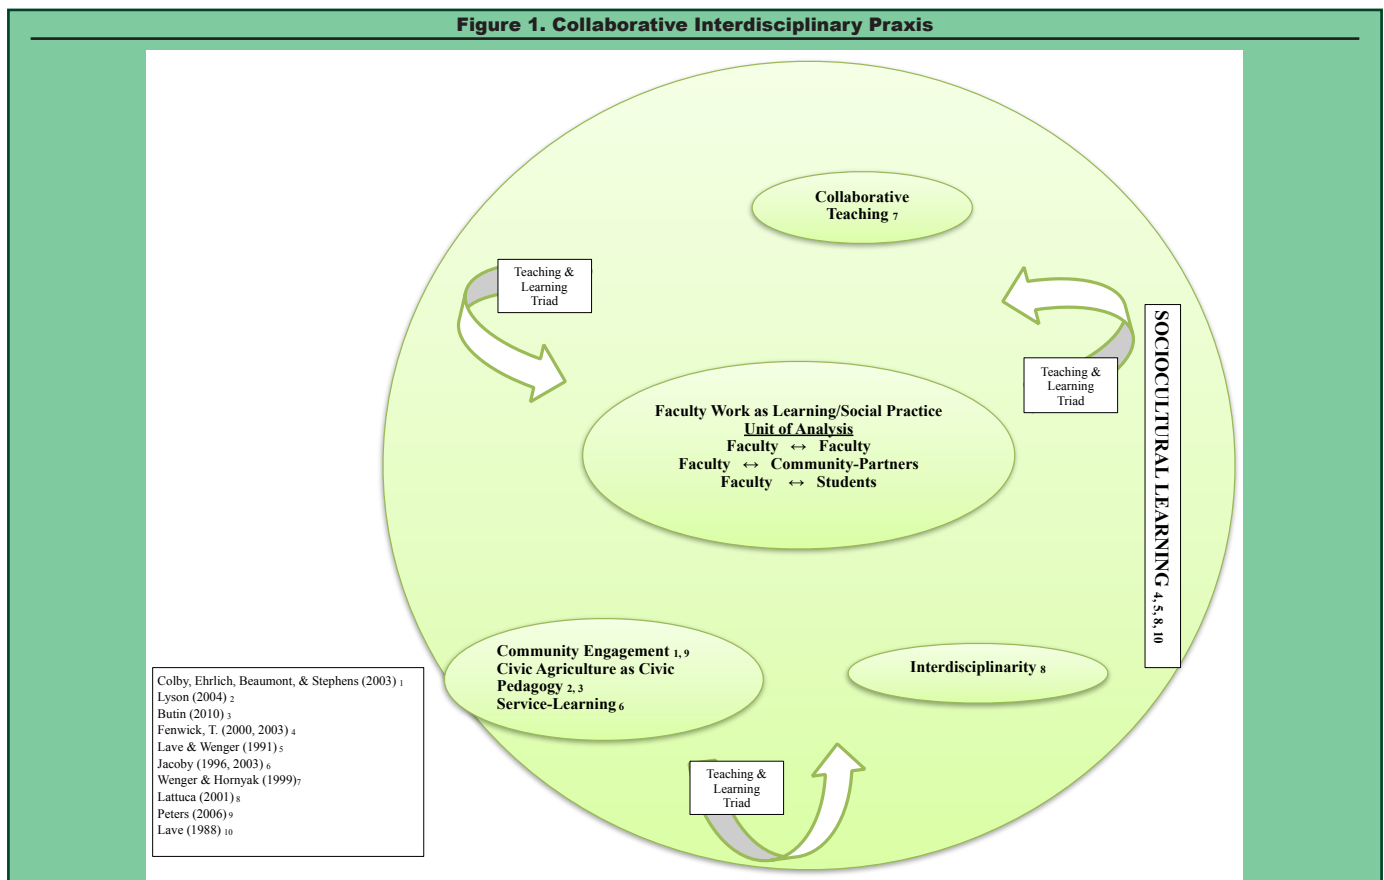 Figure 1. Collaborative Interdisciplinary Praxis
Collaborative
Teaching 7
Teaching &
Learning
Triad
Teaching &
Learning
Triad
SOCIOCULTURAL LEARNING 4, 5, 8, 10
Faculty Work as Learning/Social Practice
Unit of Analysis
Faculty ↔ Faculty
Faculty ↔ Community-Partners
Faculty ↔ Students
Community Engagement 1, 9
Civic Agriculture as Civic
Pedagogy 2, 3
Service-Learning 6
Interdisciplinarity 8
Teaching &
Learning
Triad
Colby, Ehrlich, Beaumont, & Stephens (2003) 1
Lyson (2004) 2
Butin (2010) 3
Fenwick, T. (2000, 2003) 4
Lave & Wenger (1991) 5
Jacoby (1996, 2003) 6
Wenger & Hornyak (1999)7
Lattuca (2001) 8
Peters (2006) 9
Lave (1988) 10